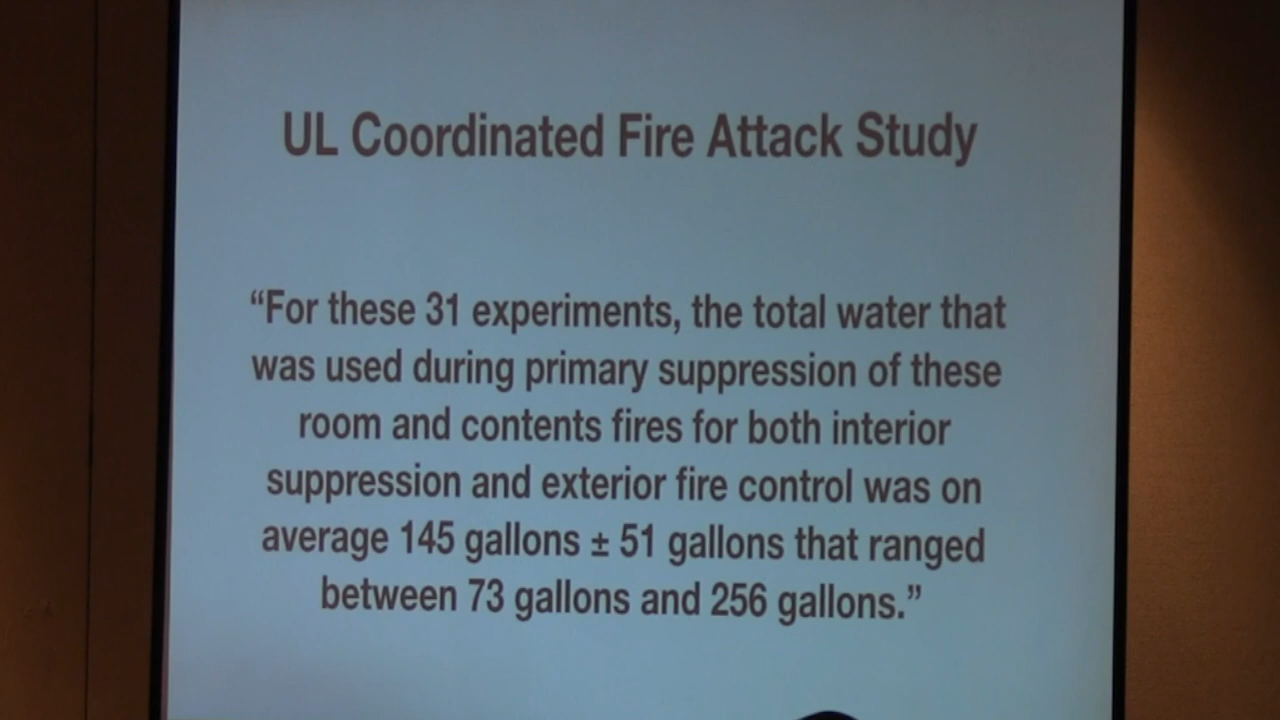 UL Coordinated Fire Attack Study
“For these 31 experiments, the total water that
was used during primary suppression of these
room and contents fires for both interior
suppression and exterior fire control was on
average 145 gallons ± 51 gallons that ranged
between 73 gallons and 256 gallons.”